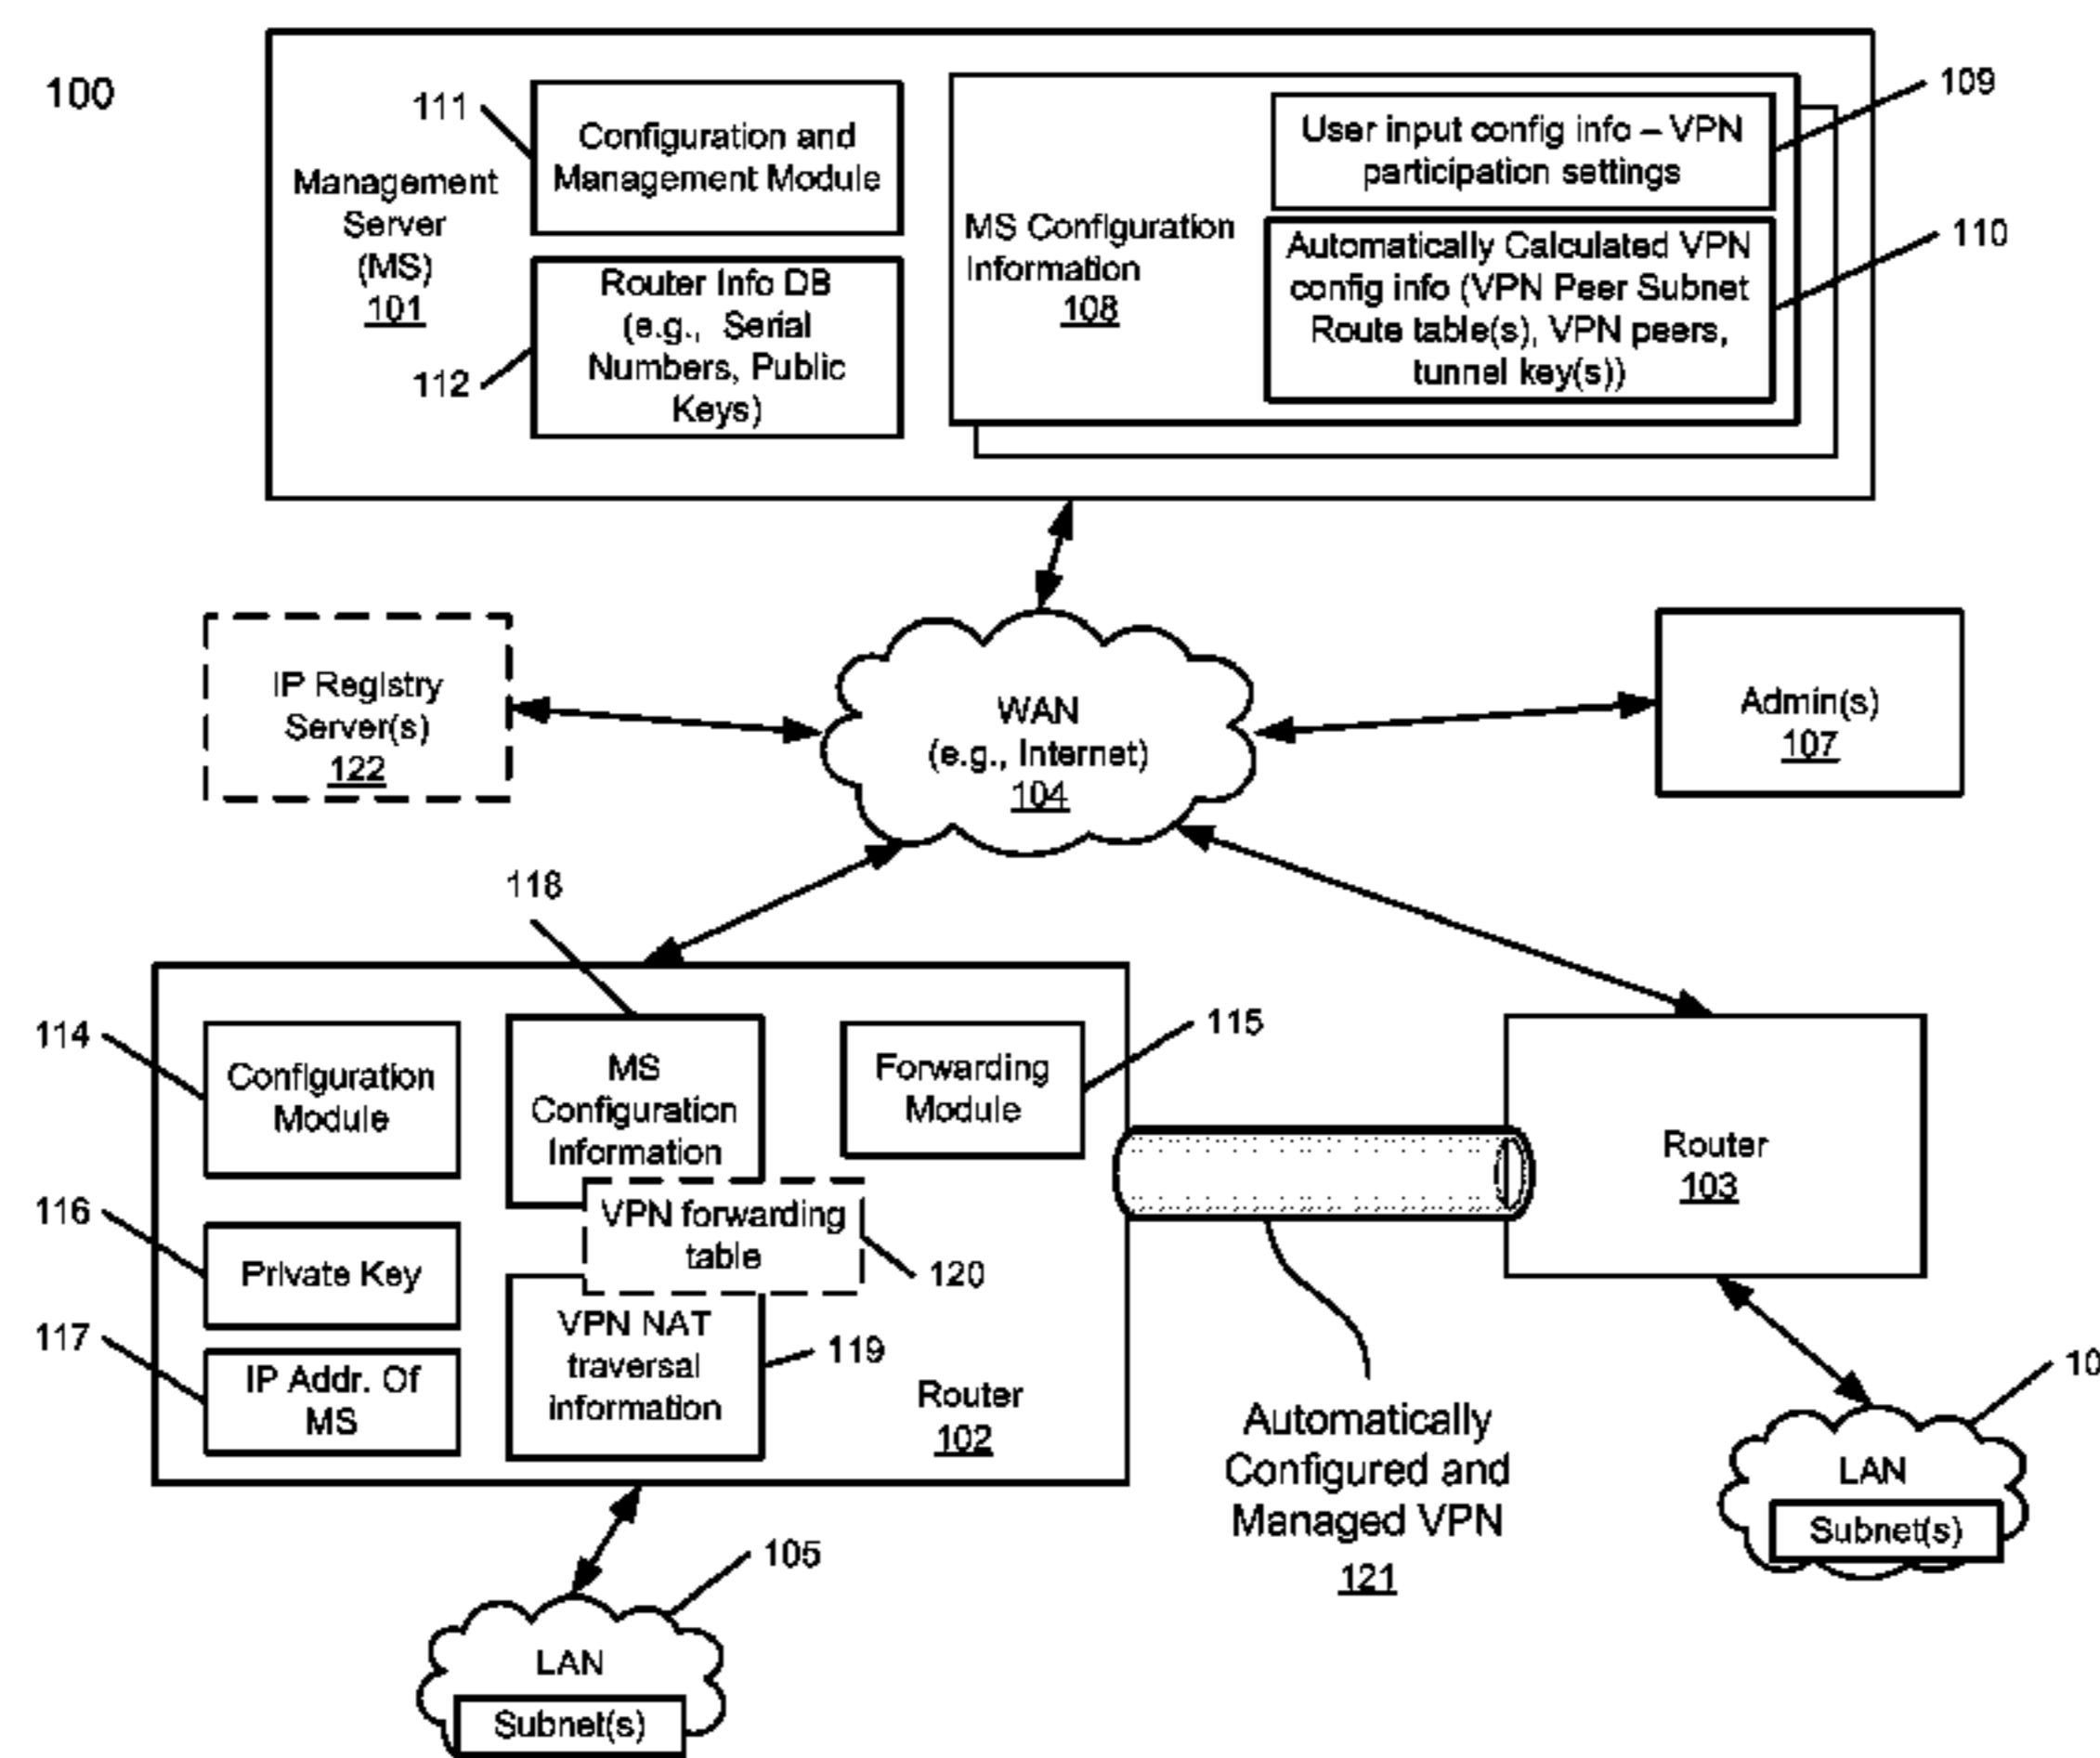 100
111
Configuration and
Management Module
Management
Server
(MS)
101
112
Router Info DB
(e.g., Serial
Numbers, Public
Keys)
MS Configuration
Information
108
User input config info – VPN
participation settings
109
Automatically Calculated VPN
config info (VPN Peer Subnet
Route table(s), VPN peers,
tunnel key(s))
110
IP Registry
Server(s)
122
WAN
(e.g., Internet)
104
Admin(s)
107
118
114
Configuration
Module
MS
Configuration
Information
Forwarding
Module
115
116
Private Key
VPN forwarding
table
120
117
IP Addr. Of
MS
VPN NAT
traversal
information
119
Router
102
Router
103
Automatically
Configured and
Managed VPN
121
10
LAN
Subnet(s)
105
LAN
Subnet(s)